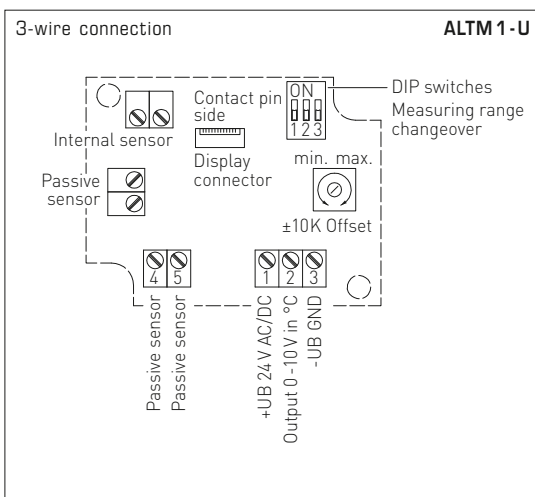 3-wire connection
ALTM 1 - U
ON
1 2 3
DIP switches
Measuring range
changeover
Contact pin
side
Internal sensor
Display
connector
min. max.
Passive
sensor
±10K Offset
4 5
1 2 3
Passive sensor
Passive sensor
+UB 24 V AC/DC
Output 0 -10 V in °C
-UB GND